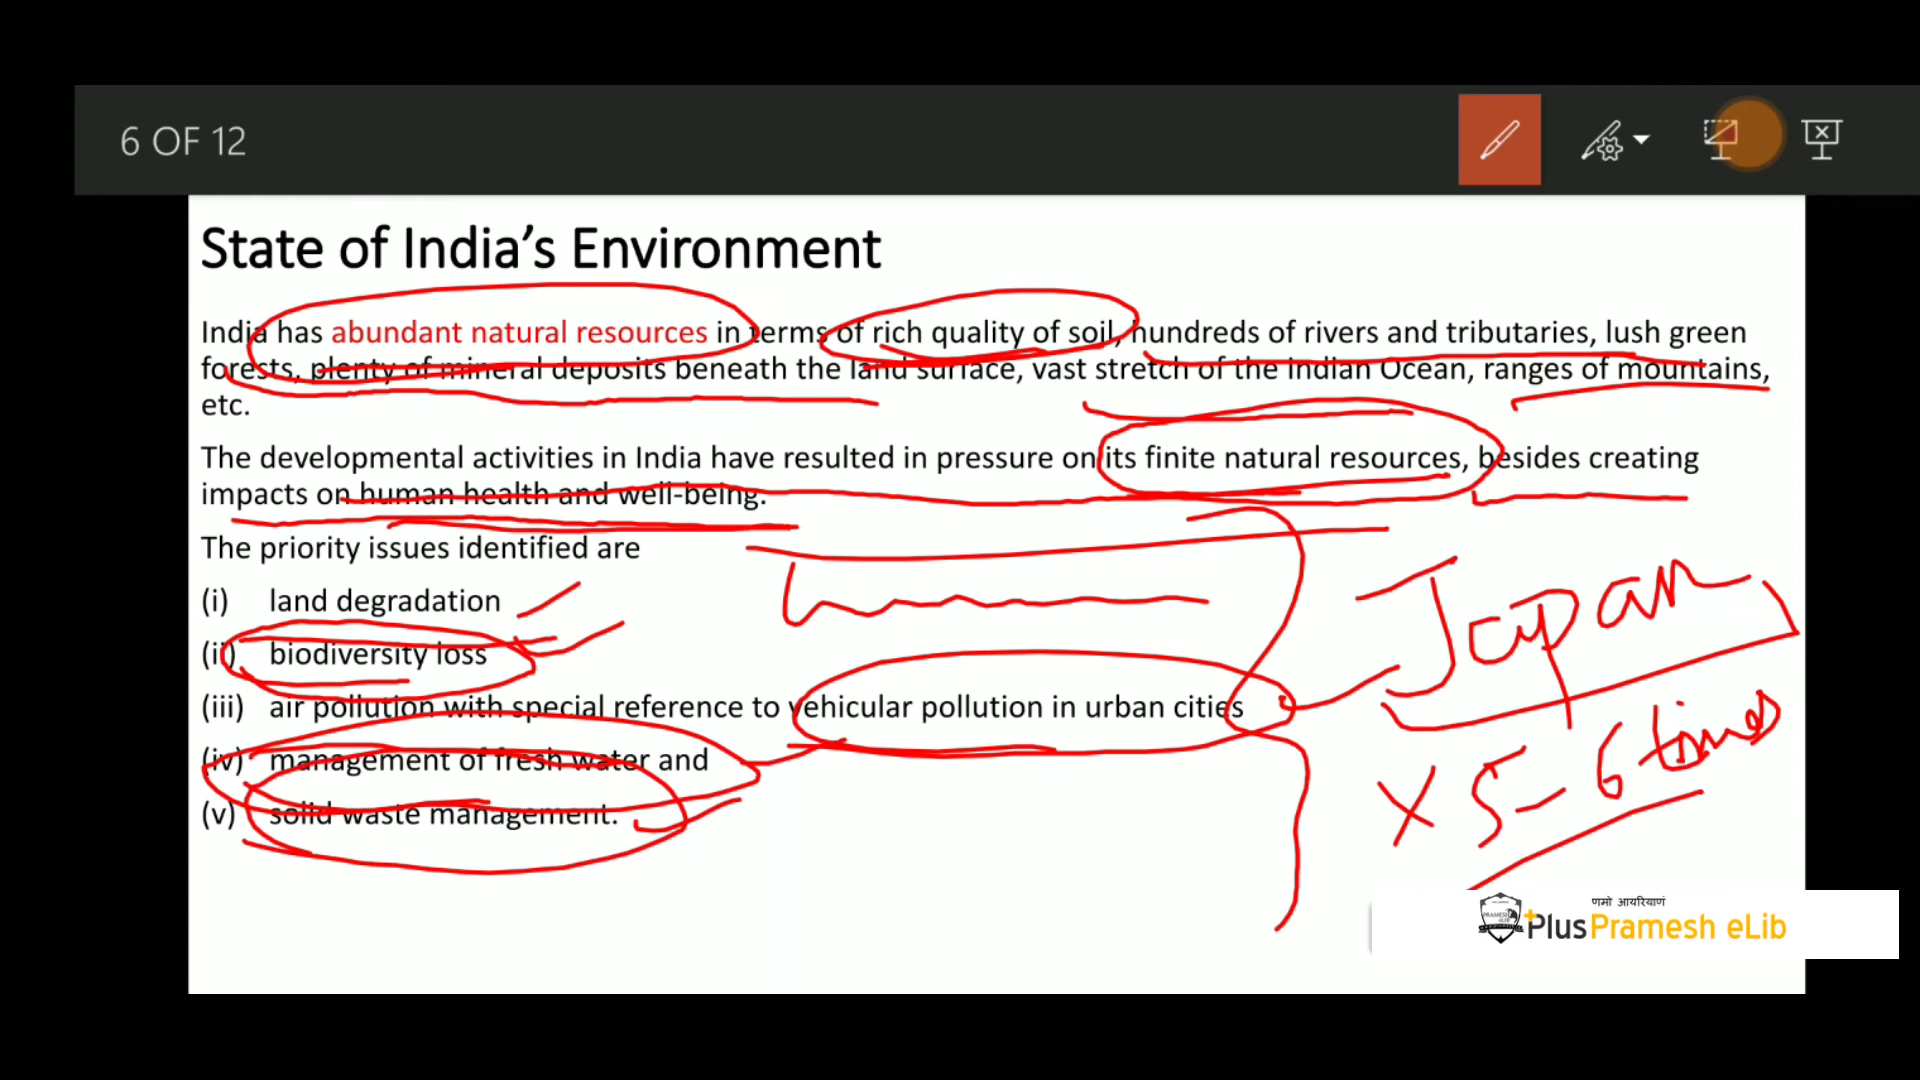 6 OF 12
State of India's Environment
India has abundant natural resources in terms of rich quality of soil, hundreds of rivers and tributaries, lush green
forests, plenty of mineral deposits beneath the land surface, vast stretch of the Indian Ocean, ranges of mountains,
etc.
The developmental activities in India have resulted in pressure on its finite natural resources, besides creating
impacts on human health and well-being.
The priority issues identified are
(i) land degradation
(ii) biodiversity loss
(iii) air pollution with special reference to vehicular pollution in urban cities
(iv) management of fresh water and
(v) solid waste management.
Japan
X 5-6 times
णमो आयरियाणं
PlusPramesh eLib